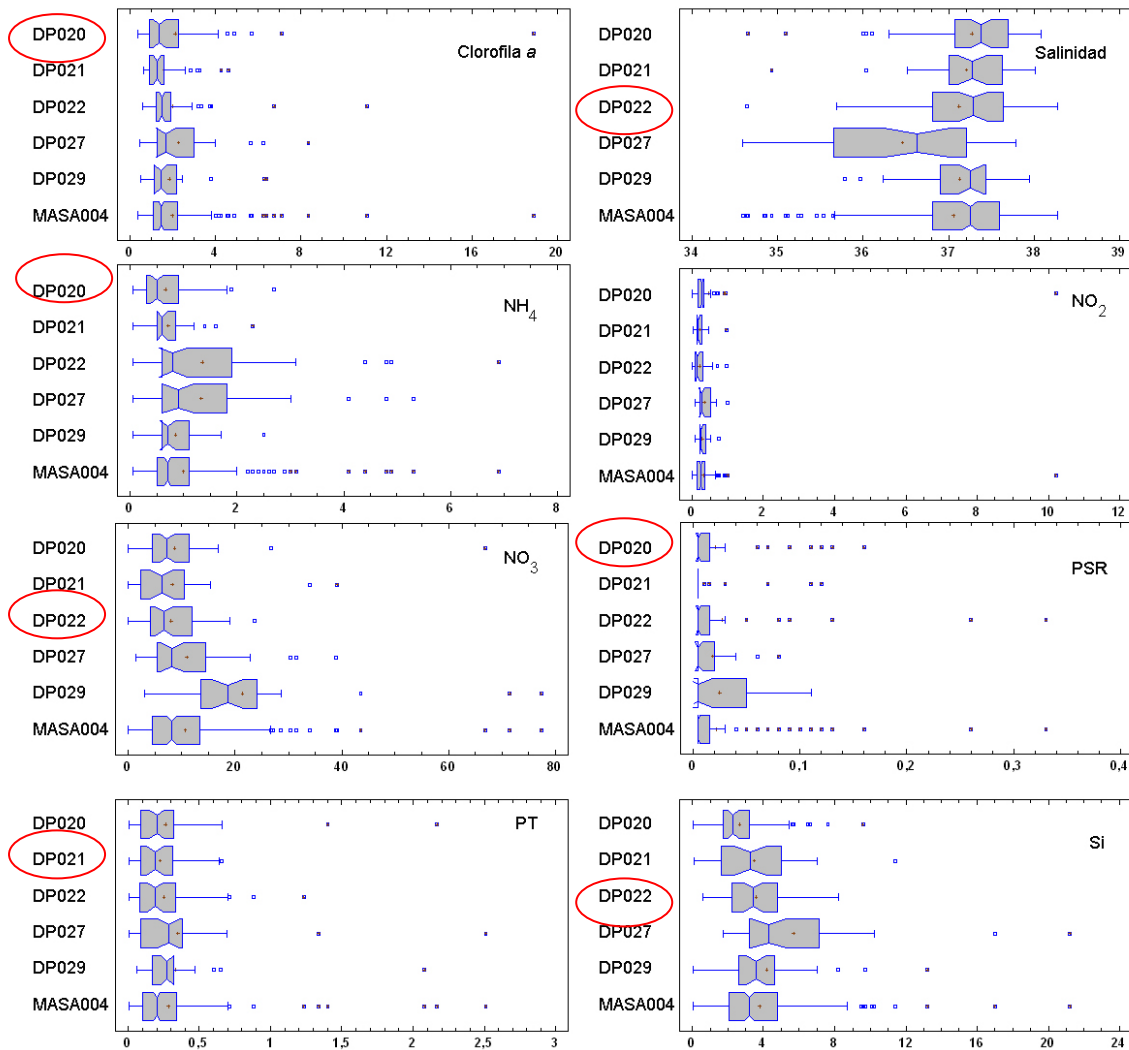 DP020
DP021
DP022
DP027
DP029
MASA004
Clorofila a
0 4 8 12 16 20
DP020
DP021
DP022
DP027
DP029
MASA004
Salinidad
34 35 36 37 38 39
DP020
DP021
DP022
DP027
DP029
MASA004
NH4
0 2 4 6 8
DP020
DP021
DP022
DP027
DP029
MASA004
NO2
0 2 4 6 8 10 12
DP020
DP021
DP022
DP027
DP029
MASA004
NO3
0 20 40 60 80
DP020
DP021
DP022
DP027
DP029
MASA004
PSR
0 0,1 0,2 0,3 0,4
DP020
DP021
DP022
DP027
DP029
MASA004
PT
0 0,5 1 1,5 2 2,5 3
DP020
DP021
DP022
DP027
DP029
MASA004
Si
0 4 8 12 16 20 24